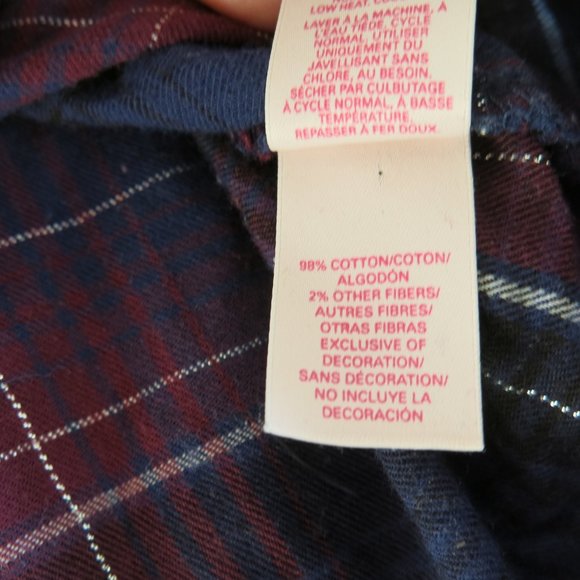 LOW HEAT.
LAVER À LA MACHINE, À
L'EAU TIÈDE, CYCLE
NORMAL, UTILISER
UNIQUEMENT DU
JAVELLISANT SANS
CHLORE, AU BESOIN.
SÉCHER PAR CULBUTAGE
À CYCLE NORMAL, À BASSE
TEMPÉRATURE.
REPASSER À FER DOUX.
98% COTTON/COTON/
ALGODÓN
2% OTHER FIBERS/
AUTRES FIBRES/
OTRAS FIBRAS
EXCLUSIVE OF
DECORATION/
SANS DÉCORATION/
NO INCLUYE LA
DECORACIÓN